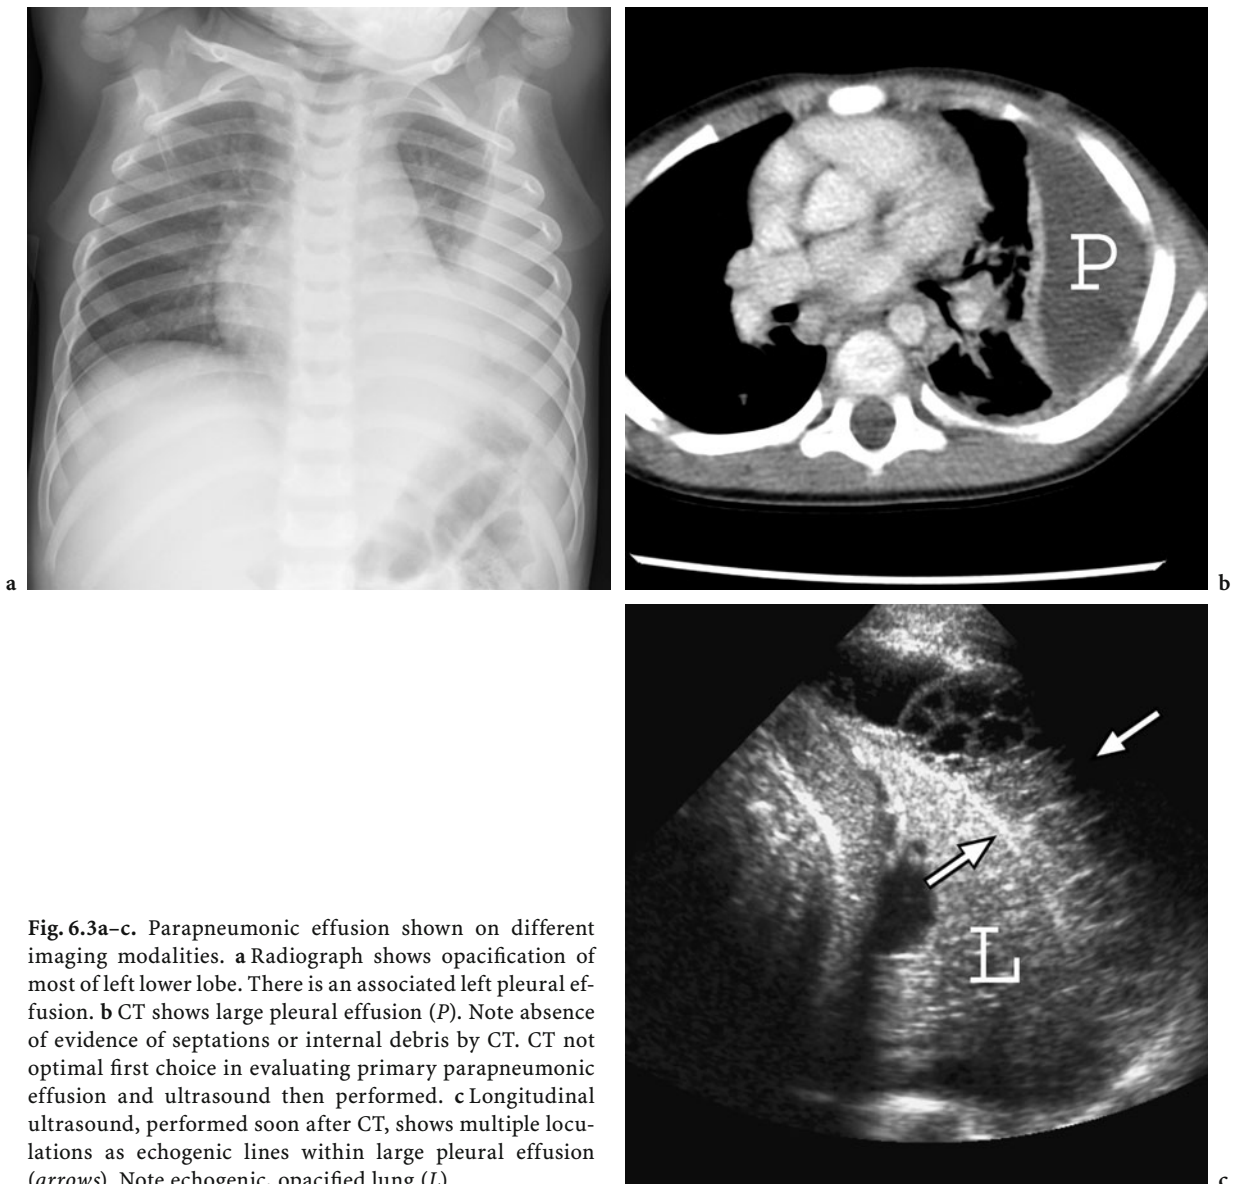 P
a
b
L
Fig. 6.3a–c. Parapneumonic effusion shown on different
imaging modalities. a Radiograph shows opacification of
most of left lower lobe. There is an associated left pleural ef-
fusion. b CT shows large pleural effusion (P). Note absence
of evidence of septations or internal debris by CT. CT not
optimal first choice in evaluating primary parapneumonic
effusion and ultrasound then performed. c Longitudinal
ultrasound, performed soon after CT, shows multiple locu-
lations as echogenic lines within large pleural effusion
(arrows). Note echogenic, opacified lung (L)
c